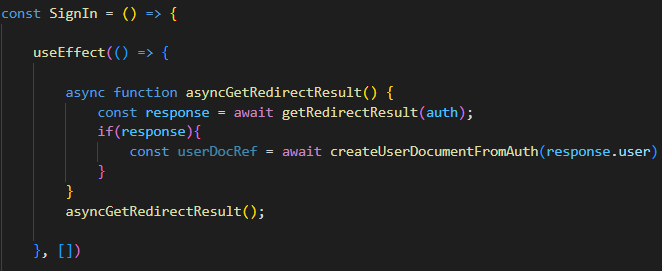 const SignIn = () => {
useEffect(() => {
async function asyncGetRedirectResult() {
const response = await getRedirectResult(auth);
if(response){
const userDocRef = await createUserDocumentFromAuth(response.user)
}
}
asyncGetRedirectResult();
}, [])